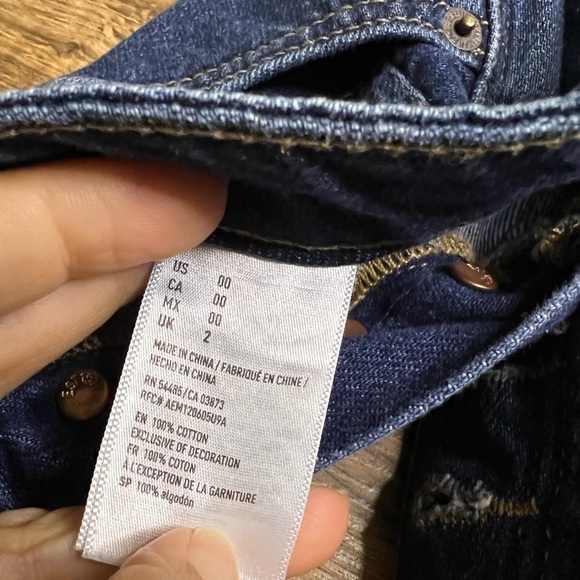 US 00
CA 00
MX 00
UK 2
MADE IN CHINA / FABRIQUÉ EN CHINE /
HECHO EN CHINA
RN 54485/CA 03873
RFC# AEM120605U9A
EN 100% COTTON
EXCLUSIVE OF DECORATION
FR 100% COTON
À L'EXCEPTION DE LA GARNITURE
SP 100% algodón